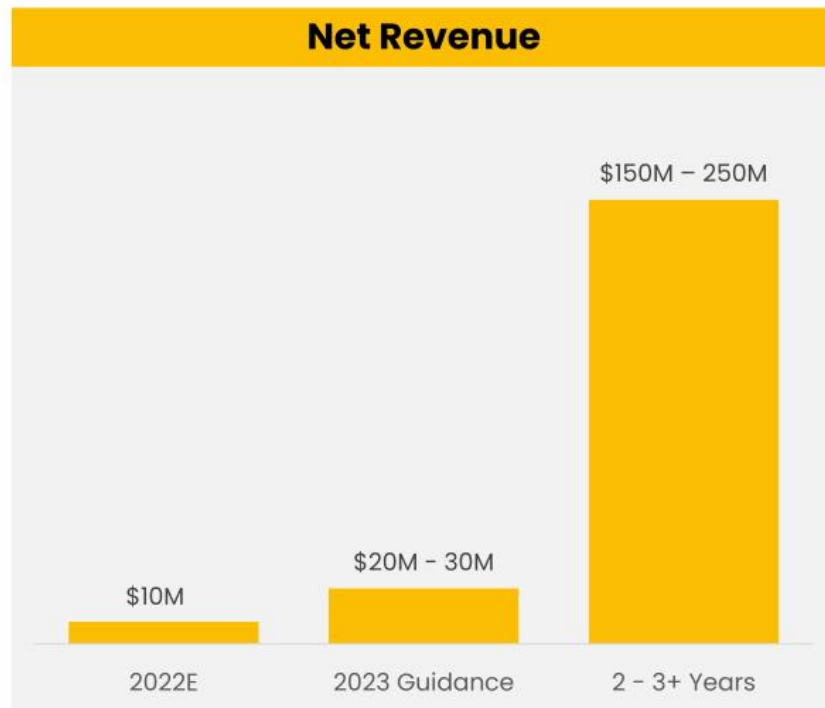 Net Revenue
$150M – 250M
$20M - 30M
$10M
2022E
2023 Guidance
2 - 3+ Years